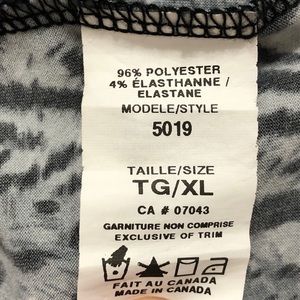 96% POLYESTER
4% ÉLASTHANNE /
ELASTANE
MODELE/STYLE
5019
TAILLE/SIZE
TG/XL
CA # 07043
GARNITURE NON COMPRISE
EXCLUSIVE OF TRIM
FAIT AU CANADA
MADE IN CANADA